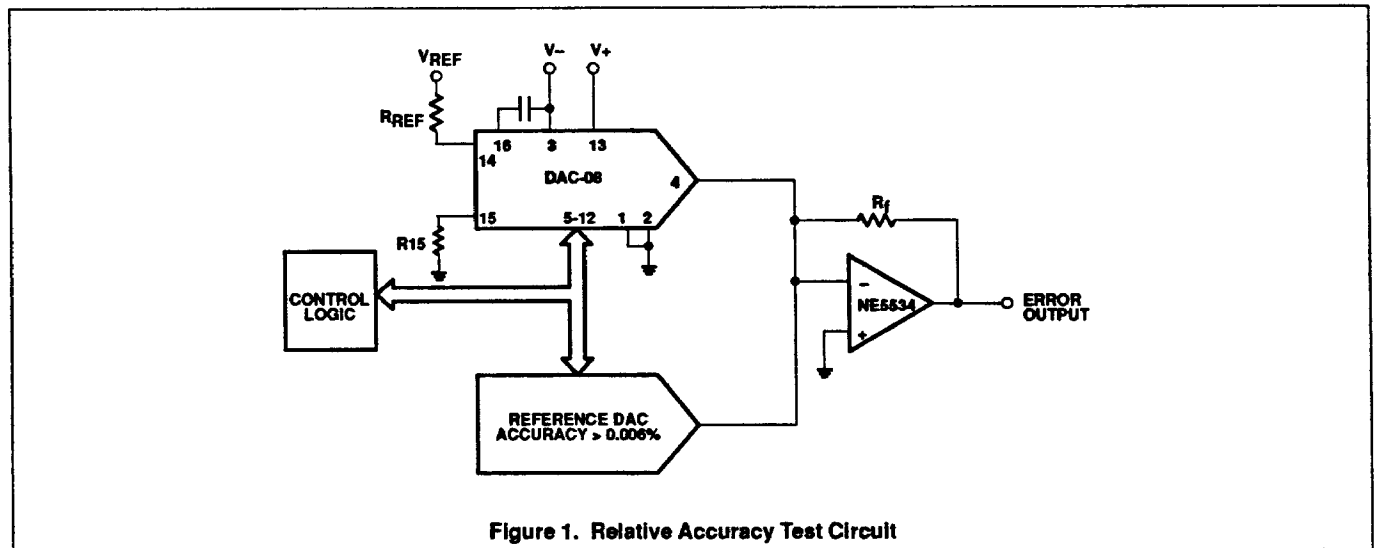 V– V+
VREF
RREF
16 3 13
14
DAC-08
4
15 5-12 1 2
Rf
R15
CONTROL
LOGIC
–
NE5534
+
ERROR
OUTPUT
REFERENCE DAC
ACCURACY > 0.006%
Figure 1. Relative Accuracy Test Circuit